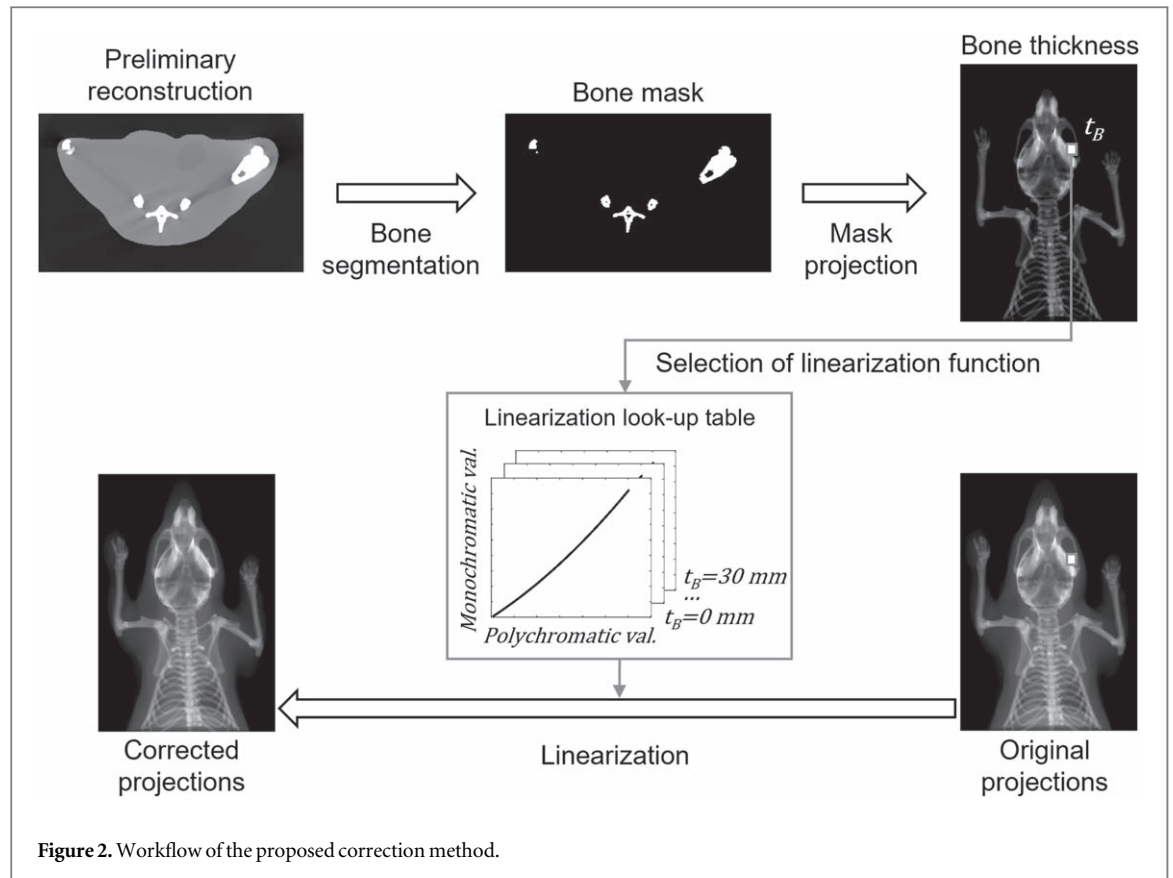 Preliminary
reconstruction
Bone mask
Bone thickness
t_B
Bone
segmentation
Mask
projection
Selection of linearization function
Linearization look-up table
Monochromatic val.
t_B=30 mm
...
t_B=0 mm
Polychromatic val.
Linearization
Corrected
projections
Original
projections
Figure 2. Workflow of the proposed correction method.